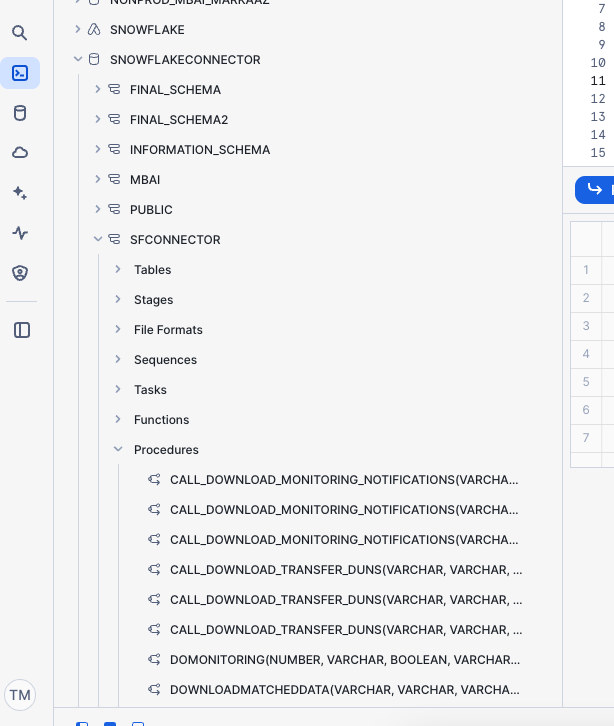 NONPROD_MBAI_MARKAAZ
SNOWFLAKE
SNOWFLAKECONNECTOR
FINAL_SCHEMA
FINAL_SCHEMA2
INFORMATION_SCHEMA
MBAI
PUBLIC
SFCONNECTOR
Tables
Stages
File Formats
Sequences
Tasks
Functions
Procedures
CALL_DOWNLOAD_MONITORING_NOTIFICATIONS(VARCHA...
CALL_DOWNLOAD_MONITORING_NOTIFICATIONS(VARCHA...
CALL_DOWNLOAD_MONITORING_NOTIFICATIONS(VARCHA...
CALL_DOWNLOAD_TRANSFER_DUNS(VARCHAR, VARCHAR, ...
CALL_DOWNLOAD_TRANSFER_DUNS(VARCHAR, VARCHAR, ...
CALL_DOWNLOAD_TRANSFER_DUNS(VARCHAR, VARCHAR, ...
DOMONITORING(NUMBER, VARCHAR, BOOLEAN, VARCHAR...
DOWNLOADMATCHEDDATA(VARCHAR, VARCHAR, VARCHA...
TM
7
8
9
10
11
12
13
14
15
1
2
3
4
5
6
7